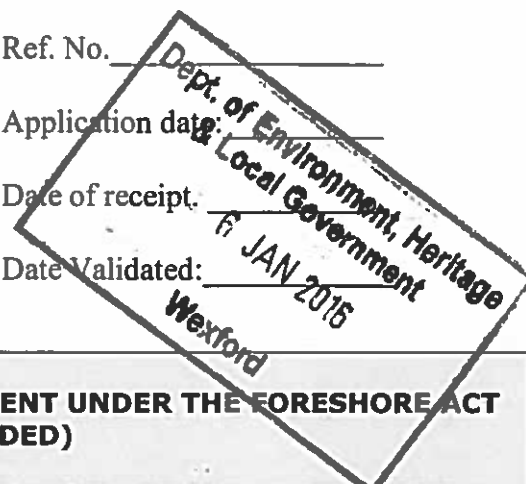 Ref. No.
Application date:
Date of receipt.
Date Validated:
Dept. of Environment, Heritage
& Local Government
6 JAN 2016
Wexford
ENT UNDER THE FORESHORE ACT
DED)